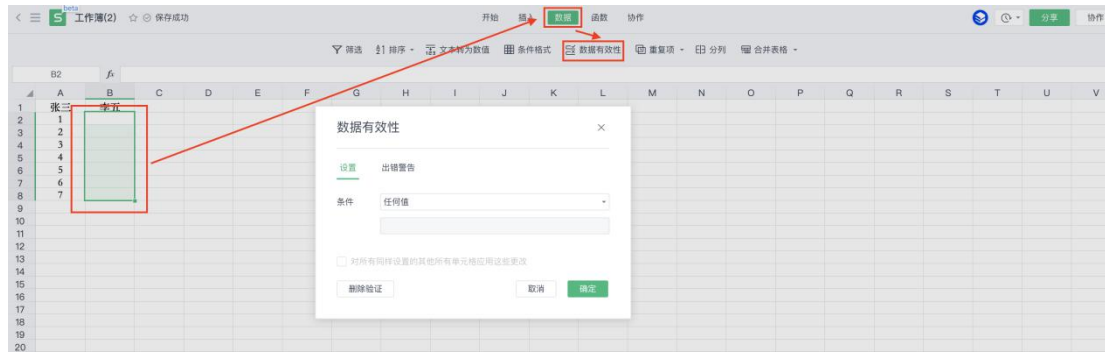 beta
S 工作簿(2) 保存成功 开始 插入 数据 函数 协作 分享 协作
筛选 排序 文本转为数值 条件格式 数据有效性 重复项 分列 合并表格
B2 fx
A B C D E F G H I J K L M N O P Q R S T U V
1 张三 李五
2 1
3 2
4 3
5 4
6 5
7 6
8 7
9
10
11
12
13
14
15
16
17
18
19
20
数据有效性 ×
设置 出错警告
条件 任何值
对所有同样设置的其他所有单元格应用这些更改
删除验证 取消 确定